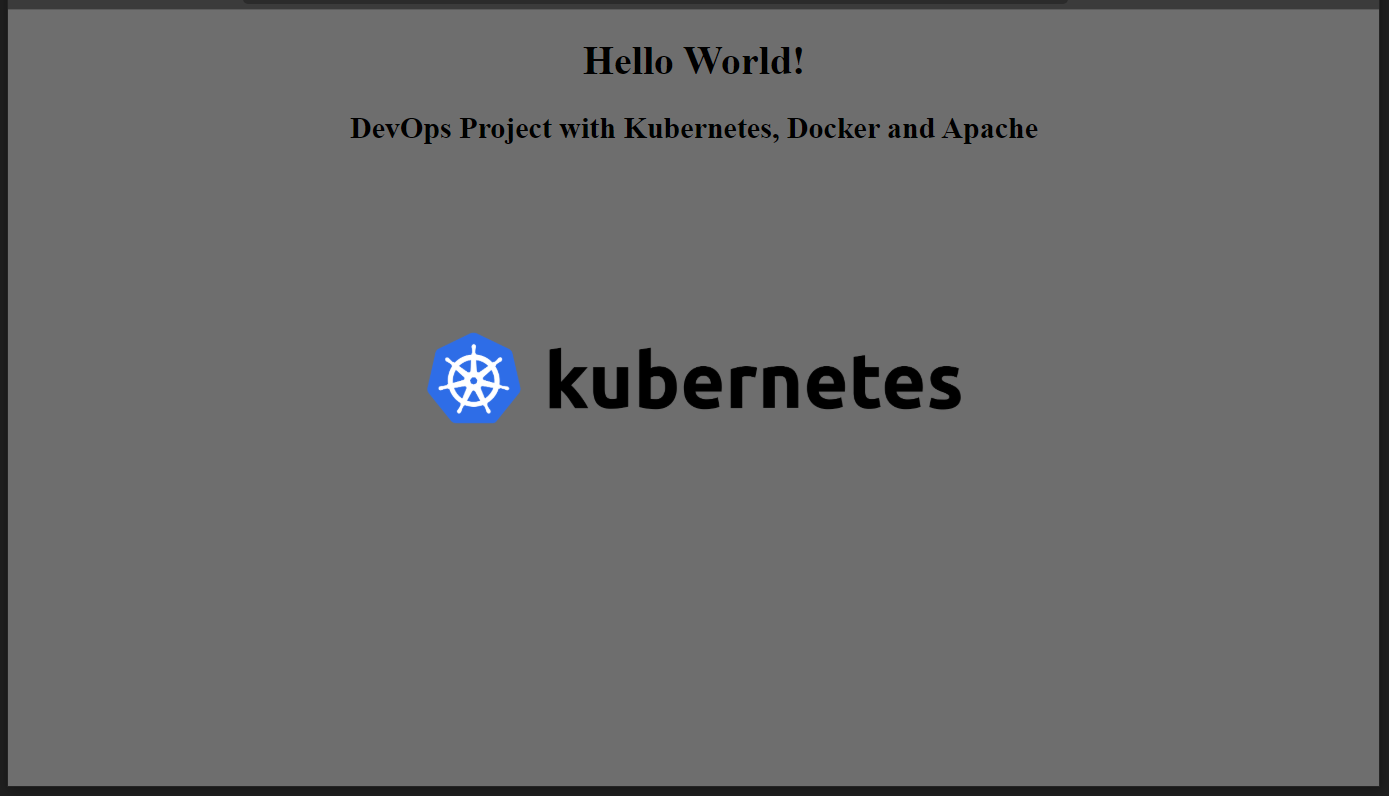 Hello World!
DevOps Project with Kubernetes, Docker and Apache
kubernetes